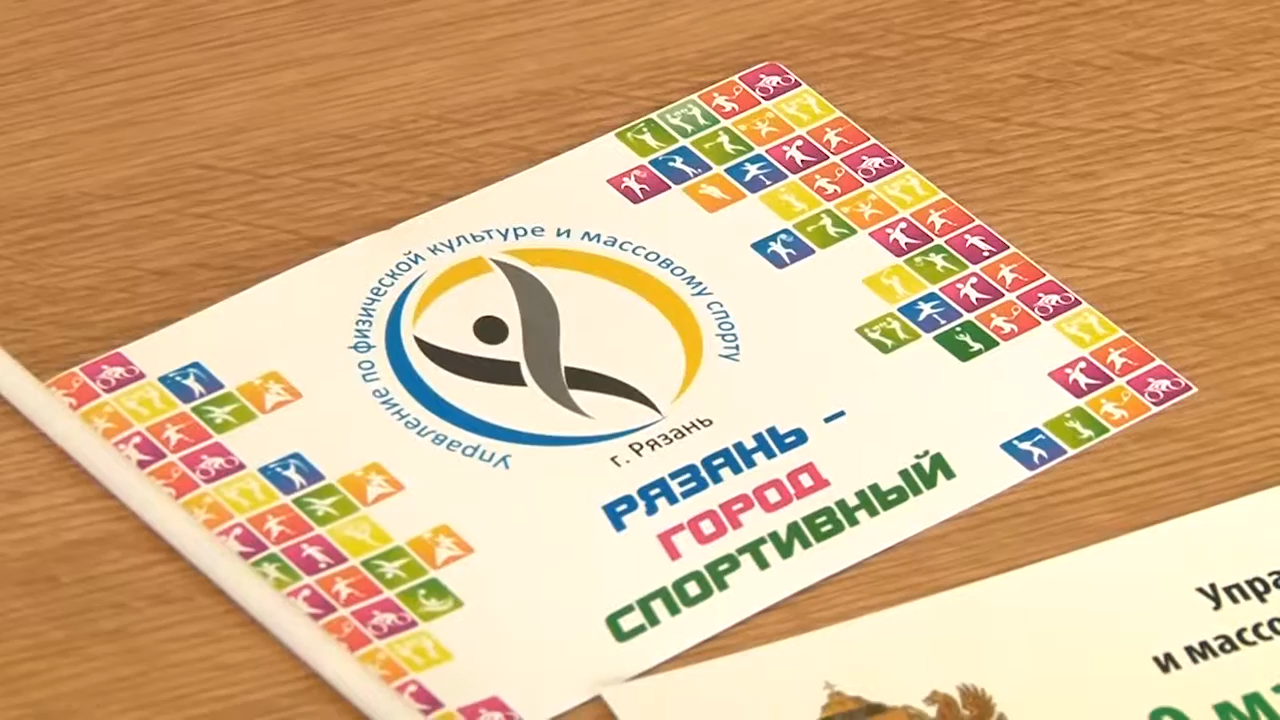 Управление по физической культуре и массовому спорту
г. Рязань
РЯЗАНЬ –
ГОРОД
СПОРТИВНЫЙ
и